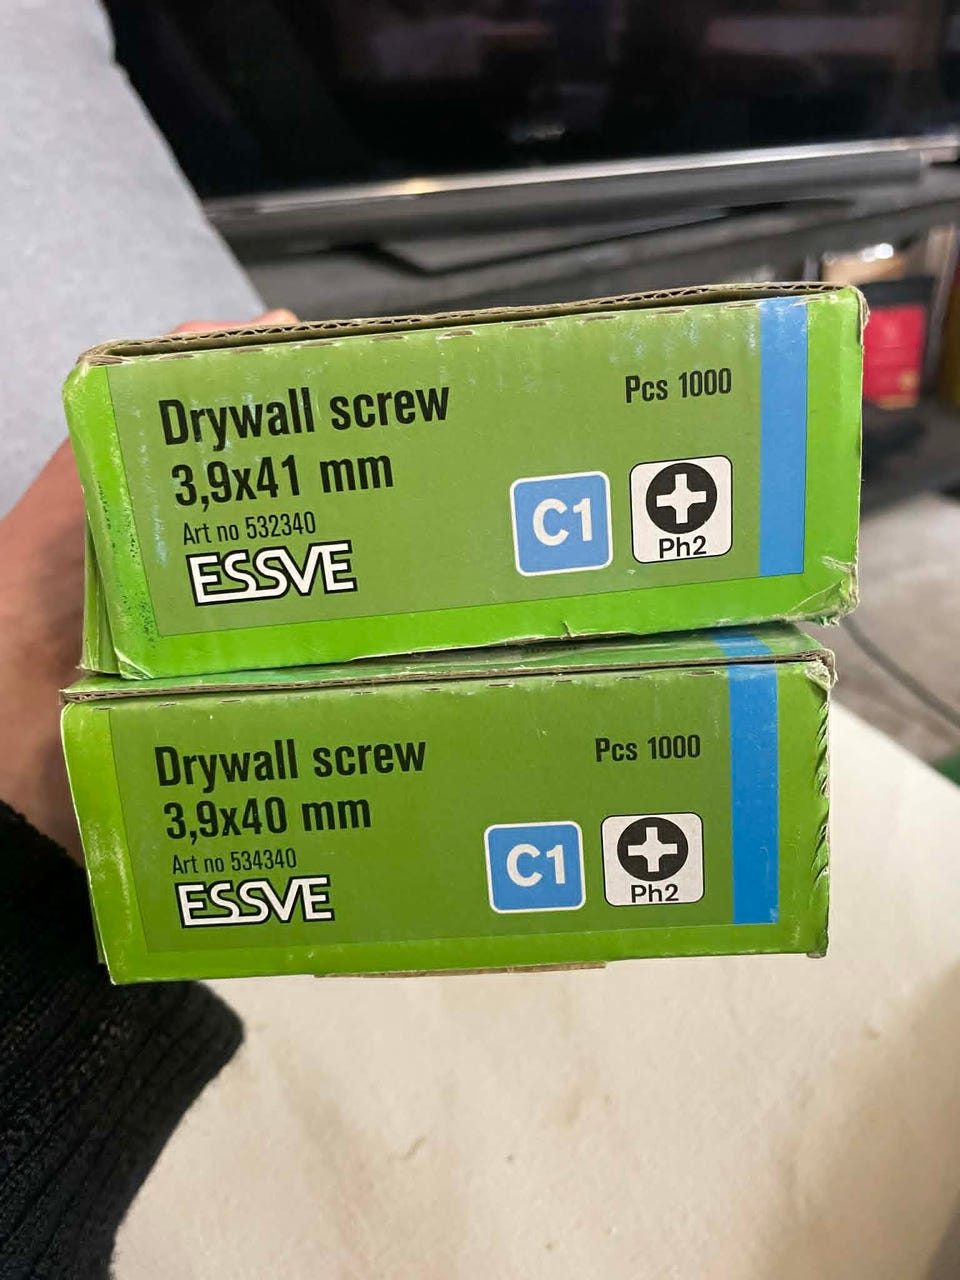 Drywall screw
Pcs 1000
3,9x41 mm
Art no 532340
ESSVE
C1
Ph2
Drywall screw
Pcs 1000
3,9x40 mm
Art no 534340
ESSVE
C1
Ph2